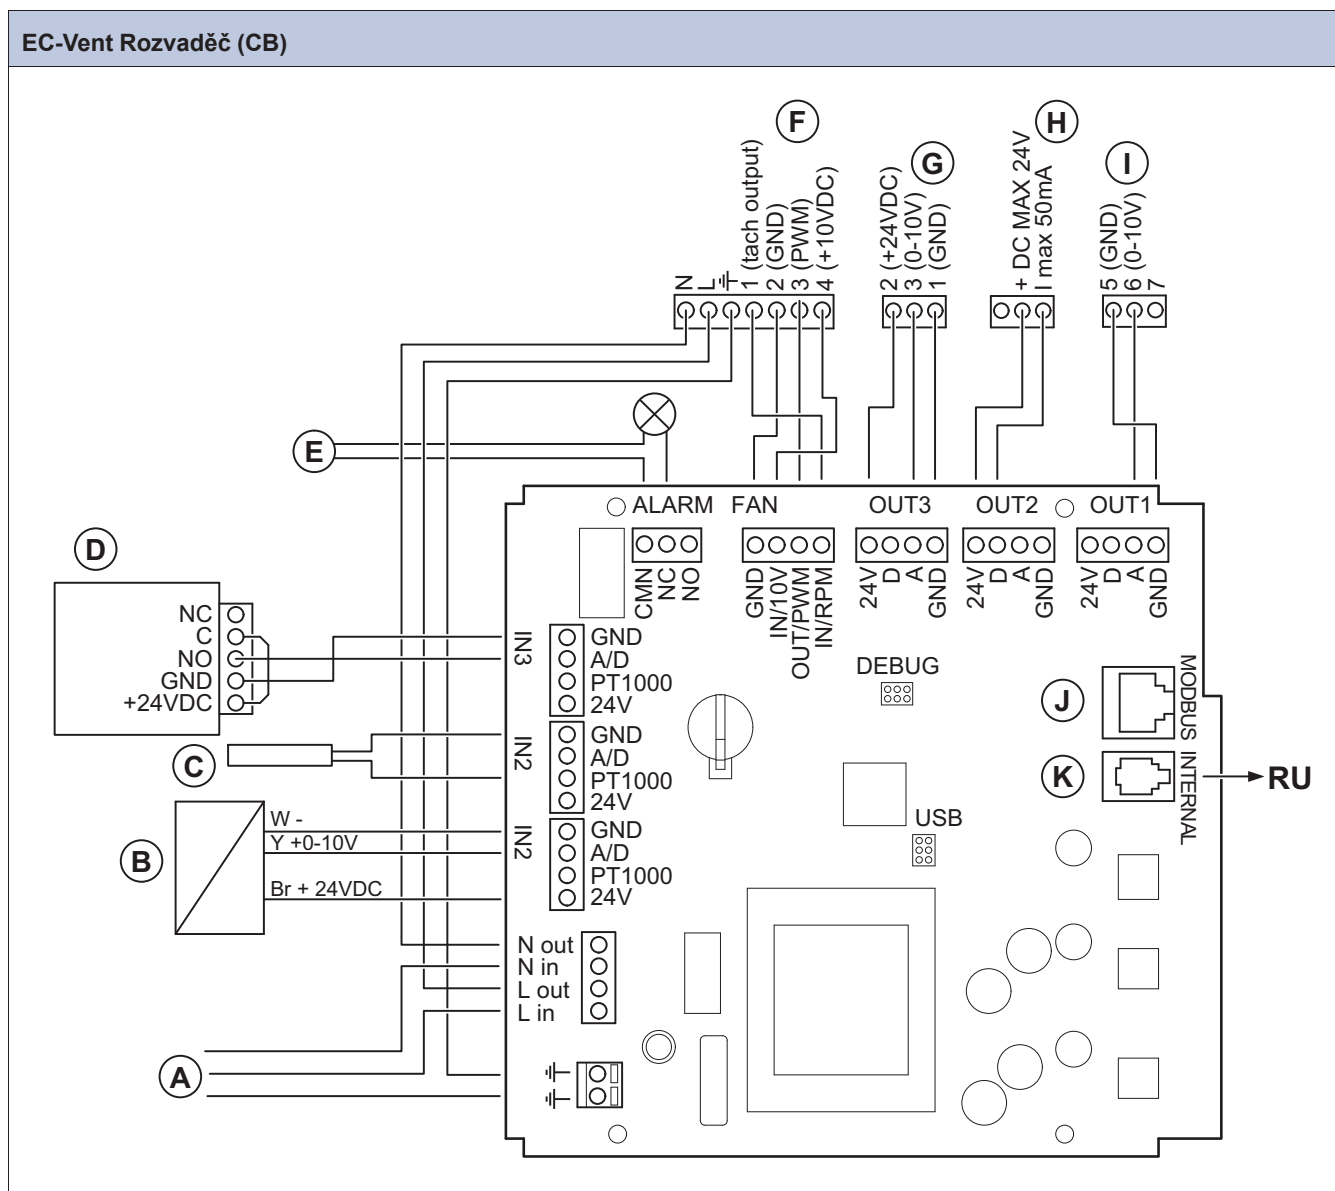 EC-Vent Rozvaděč (CB)
F
H
G
I
N
L
1 (tach output)
2 (GND)
3 (PWM)
4 (+10VDC)
2 (+24VDC)
3 (0-10V)
1 (GND)
+ DC MAX 24V
I max 50mA
5 (GND)
6 (0-10V)
7
E
ALARM
FAN
OUT3
OUT2
OUT1
CMN
NC
NO
GND
IN/10V
OUT/PWM
IN/RPM
24V
D
A
GND
24V
D
A
GND
24V
D
A
GND
D
NC
C
NO
GND
+24VDC
IN3
GND
A/D
PT1000
24V
DEBUG
J
MODBUS
C
IN2
GND
A/D
PT1000
24V
K
INTERNAL
RU
B
W -
Y +0-10V
Br + 24VDC
IN2
GND
A/D
PT1000
24V
USB
N out
N in
L out
L in
A